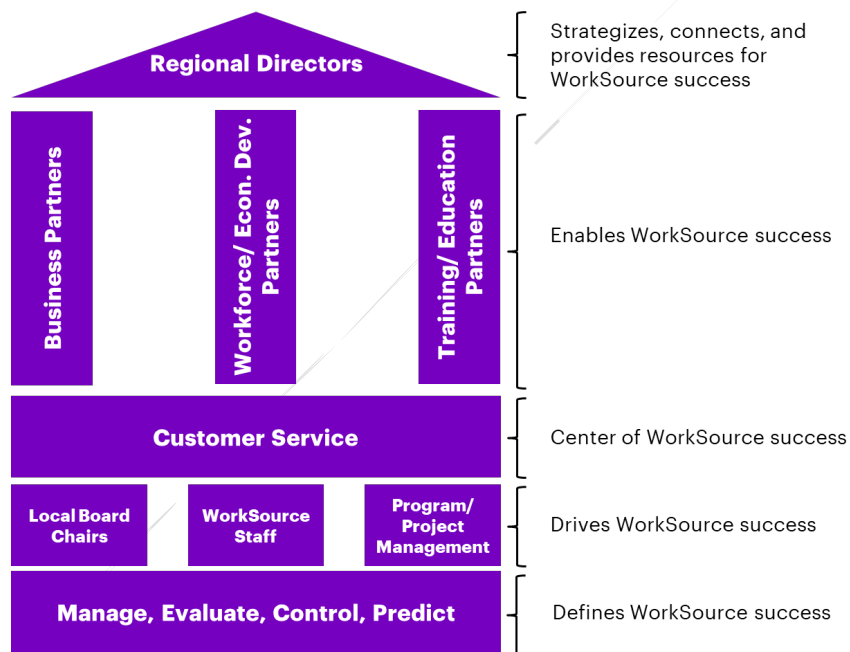 Regional Directors
Strategizes, connects, and
provides resources for
WorkSource success
Business Partners
Workforce/ Econ. Dev.
Partners
Training/ Education
Partners
Enables WorkSource success
Customer Service
Center of WorkSource success
Local Board
Chairs
WorkSource
Staff
Program/
Project
Management
Drives WorkSource success
Manage, Evaluate, Control, Predict
Defines WorkSource success